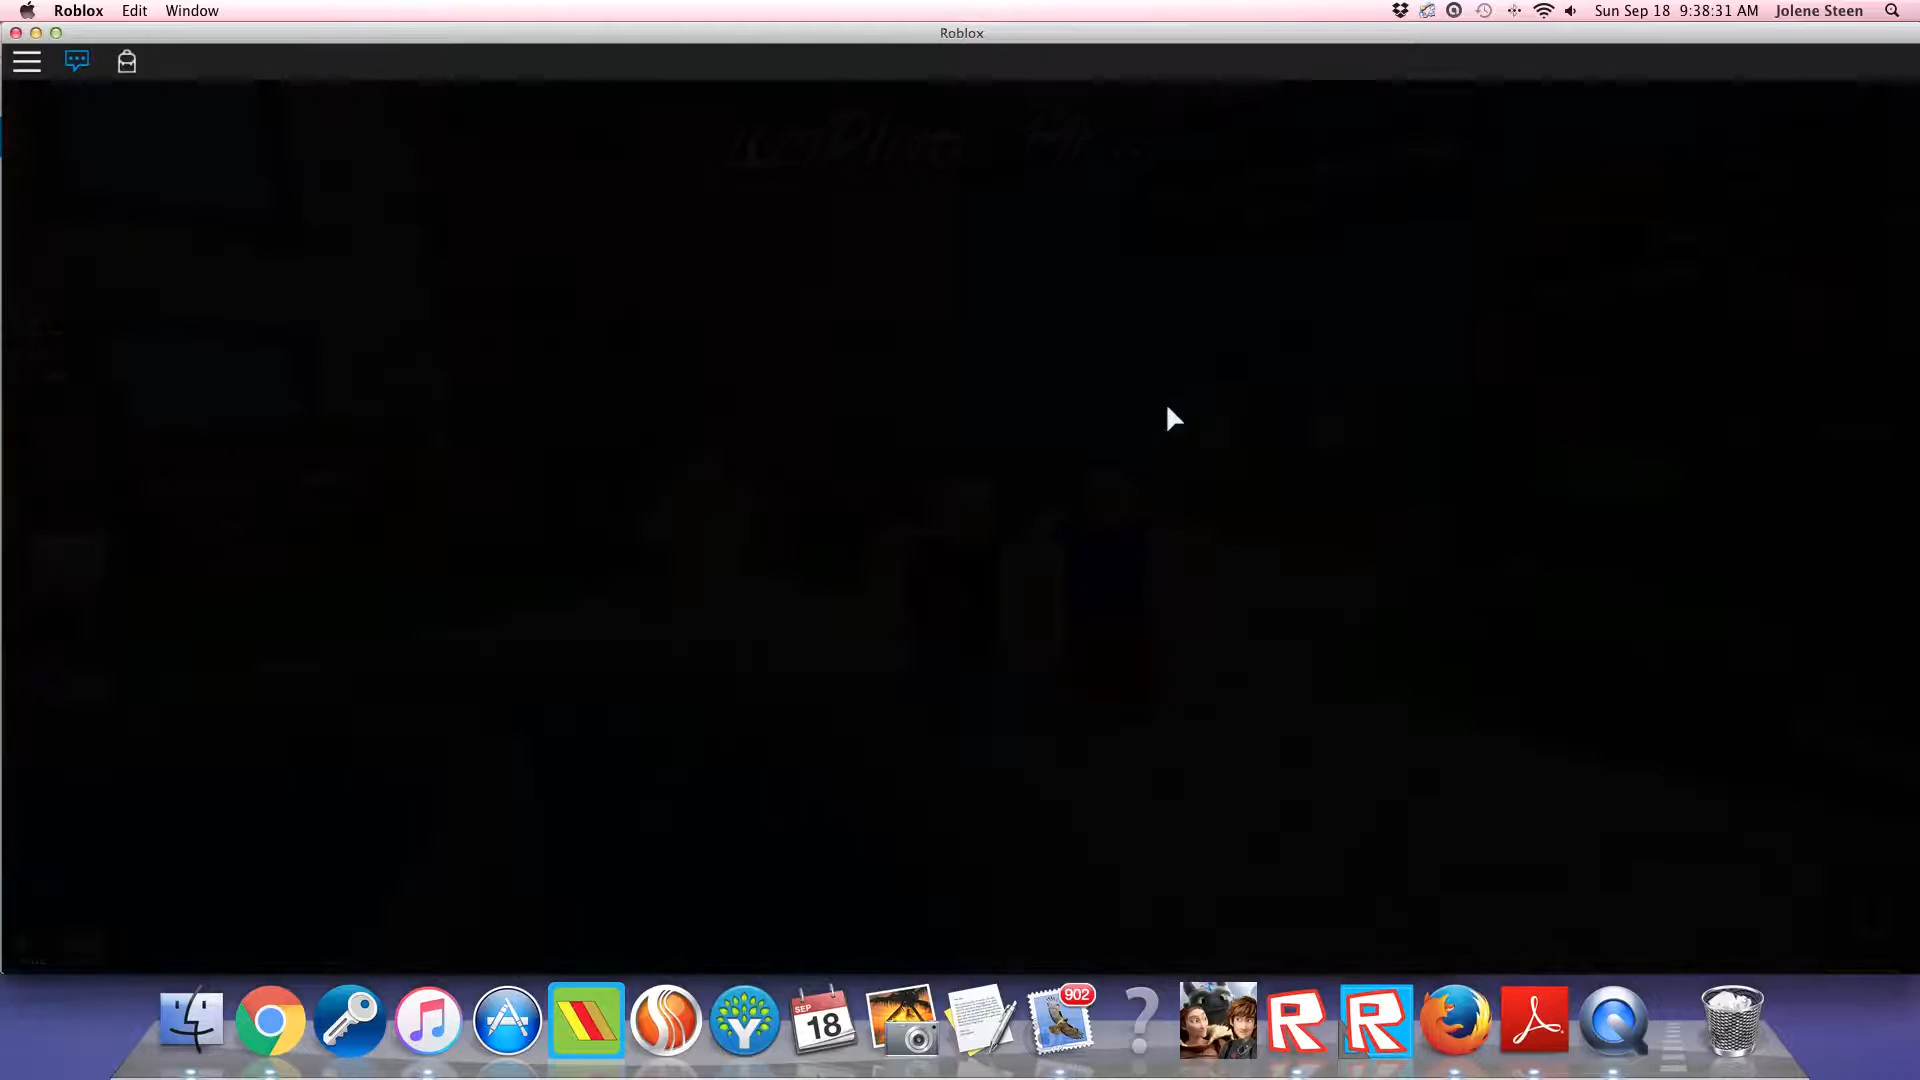 Roblox Edit Window Sun Sep 18 9:38:31 AM Jolene Steen
Roblox
902
SEP
18